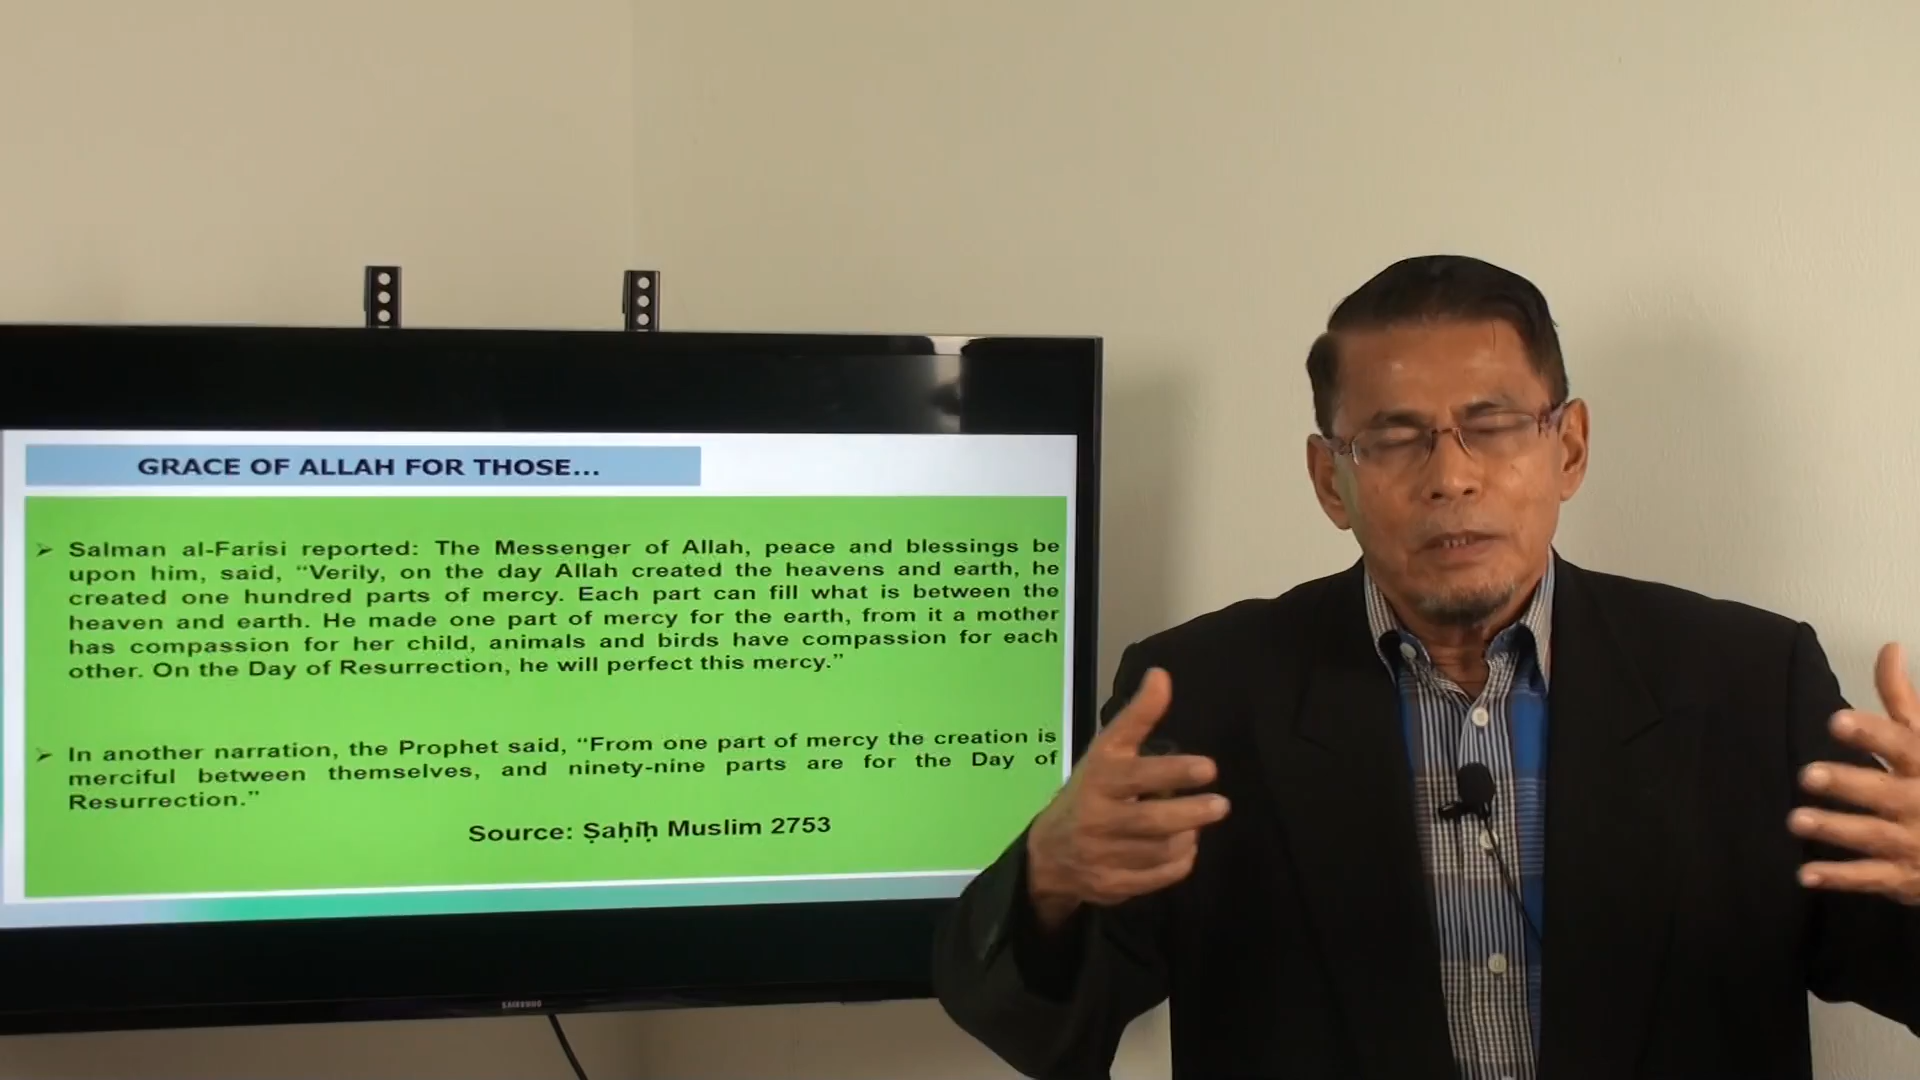 GRACE OF ALLAH FOR THOSE...
➢ Salman al-Farisi reported: The Messenger of Allah, peace and blessings be
upon him, said, “Verily, on the day Allah created the heavens and earth, he
created one hundred parts of mercy. Each part can fill what is between the
heaven and earth. He made one part of mercy for the earth, from it a mother
has compassion for her child, animals and birds have compassion for each
other. On the Day of Resurrection, he will perfect this mercy.”
➢ In another narration, the Prophet said, “From one part of mercy the creation is
merciful between themselves, and ninety-nine parts are for the Day of
Resurrection.”
Source: Ṣaḥīḥ Muslim 2753
SAMSUNG